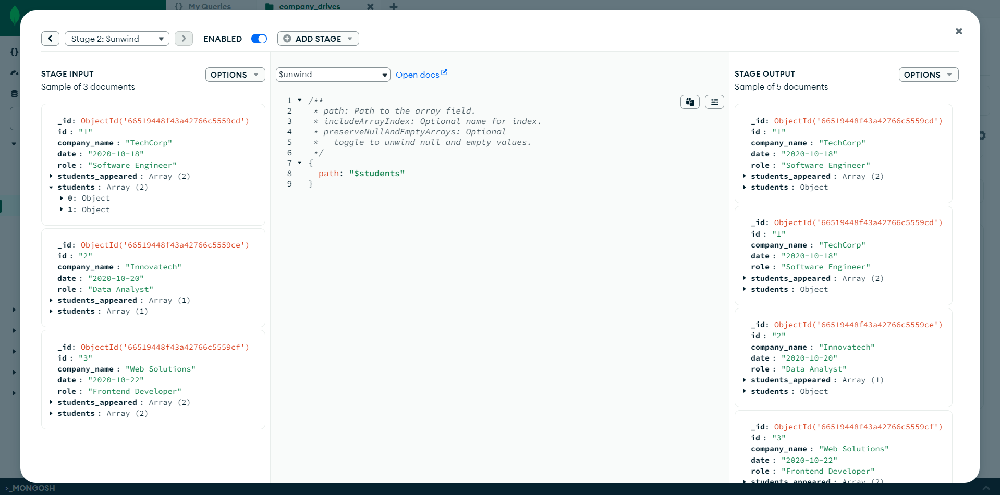 {} My Queries
company_drives
Stage 2: $unwind
ENABLED
ADD STAGE
STAGE INPUT
OPTIONS
Sample of 3 documents
_id: ObjectId('66519448f43a42766c5559cd')
id : "1"
company_name : "TechCorp"
date : "2020-10-18"
role : "Software Engineer"
students_appeared : Array (2)
students : Array (2)
0: Object
1: Object
_id: ObjectId('66519448f43a42766c5559ce')
id : "2"
company_name : "Innovatech"
date : "2020-10-20"
role : "Data Analyst"
students_appeared : Array (1)
students : Array (1)
_id: ObjectId('66519448f43a42766c5559cf')
id : "3"
company_name : "Web Solutions"
date : "2020-10-22"
role : "Frontend Developer"
students_appeared : Array (2)
students : Array (2)
$unwind
Open docs
1 /**
2 * path: Path to the array field.
3 * includeArrayIndex: Optional name for index.
4 * preserveNullAndEmptyArrays: Optional
5 * toggle to unwind null and empty values.
6 */
7 {
8 path: "$students"
9 }
STAGE OUTPUT
OPTIONS
Sample of 5 documents
_id: ObjectId('66519448f43a42766c5559cd')
id : "1"
company_name : "TechCorp"
date : "2020-10-18"
role : "Software Engineer"
students_appeared : Array (2)
students : Object
_id: ObjectId('66519448f43a42766c5559cd')
id : "1"
company_name : "TechCorp"
date : "2020-10-18"
role : "Software Engineer"
students_appeared : Array (2)
students : Object
_id: ObjectId('66519448f43a42766c5559ce')
id : "2"
company_name : "Innovatech"
date : "2020-10-20"
role : "Data Analyst"
students_appeared : Array (1)
students : Object
_id: ObjectId('66519448f43a42766c5559cf')
id : "3"
company_name : "Web Solutions"
date : "2020-10-22"
role : "Frontend Developer"
students_appeared : Array (2)
>_MONGOSH